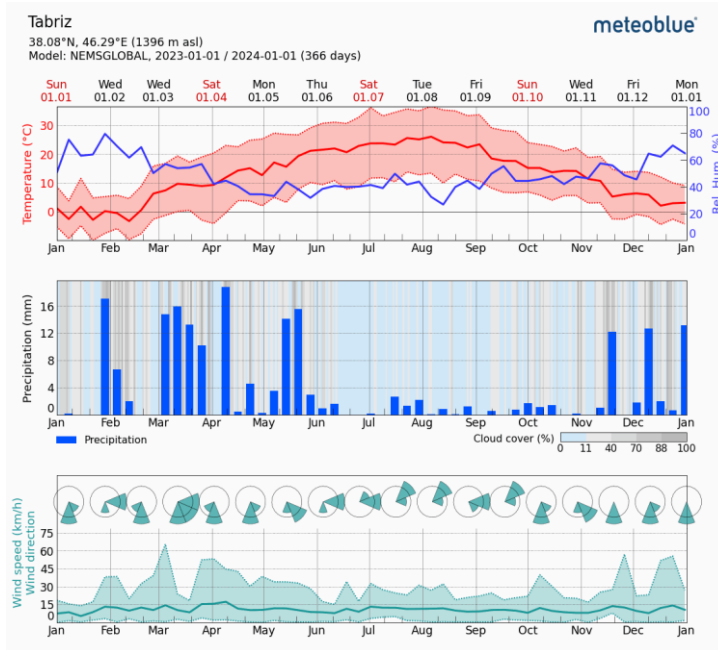 Tabriz
meteoblue®
38.08°N, 46.29°E (1396 m asl)
Model: NEMSGLOBAL, 2023-01-01 / 2024-01-01 (366 days)
Sun Wed Wed Sat Mon Thu Sat Tue Fri Sun Wed Fri Mon
01.01 01.02 01.03 01.04 01.05 01.06 01.07 01.08 01.09 01.10 01.11 01.12 01.01
Temperature (°C)
30
20
10
0
100
80
60
40
20
0
Rel. Hum. (%)
Jan Feb Mar Apr May Jun Jul Aug Sep Oct Nov Dec Jan
Precipitation (mm)
16
12
8
4
0
Jan Feb Mar Apr May Jun Jul Aug Sep Oct Nov Dec Jan
Precipitation
Cloud cover (%)
0 11 40 70 88 100
Wind speed (km/h)
Wind direction
75
60
45
30
15
0
Jan Feb Mar Apr May Jun Jul Aug Sep Oct Nov Dec Jan